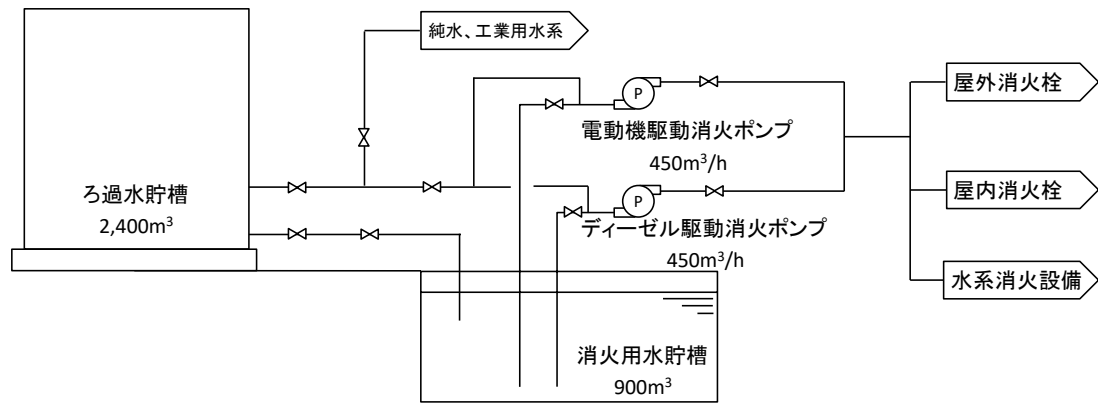 純水、工業用水系
P
電動機駆動消火ポンプ
450m³/h
屋外消火栓
ろ過水貯槽
2,400m³
P
ディーゼル駆動消火ポンプ
450m³/h
屋内消火栓
水系消火設備
消火用水貯槽
900m³